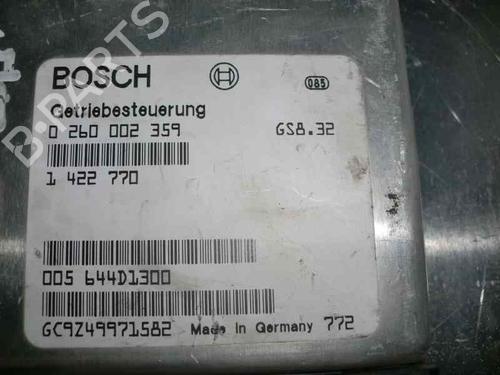 BOSCH
085
Getriebesteuerung
0 260 002 359 GS8.32
1 422 770
005 644D1300
GC9Z49971582 Made in Germany 772
B-PARTS